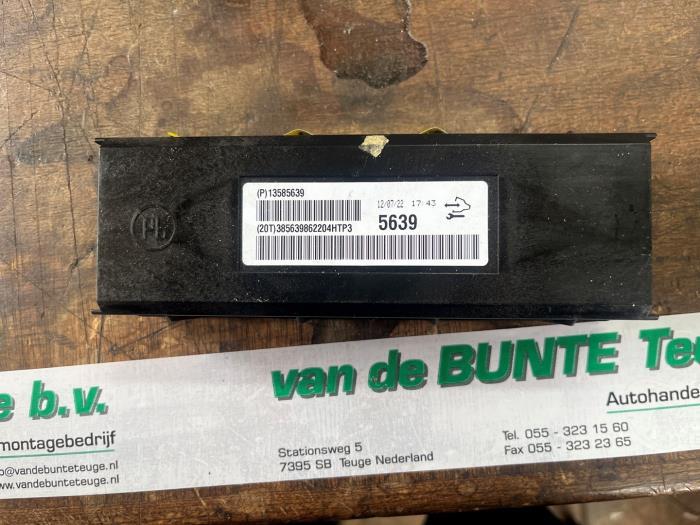 (P)13585639
12/07/22 17:43
(20T)385639862204HTP3
5639
e b.v.
van de BUNTE Te
montagebedrijf
Autohande
Stationsweg 5
7395 SB Teuge Nederland
Tel. 055 - 323 15 60
Fax 055 - 323 23 65
o@vandebunteteuge.nl
www.vandebunteteuge.nl